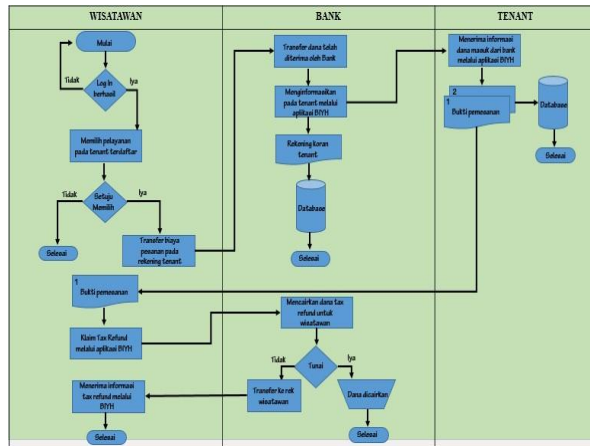 WISATAWAN
BANK
TENANT
Mulai
Log In
berhasil
Tidak
Iya
Memilih pelayanan
pada tenant terdaftar
Setuju
Memilih
Tidak
Iya
Selesai
Transfer biaya
pesanan pada
rekening tenant
Transfer dana telah
diterima oleh Bank
Menginformasikan
pada tenant melalui
aplikasi BIYH
Rekening koran
tenant
Database
Selesai
Menerima informasi
dana masuk dari bank
melalui aplikasi BIYH
2
1
Bukti pemesanan
Database
Selesai
1
Bukti pemesanan
Klaim Tax Refund
melalui aplikasi BIYH
Mencairkan dana tax
refund untuk
wisatawan
Tunai
Tidak
Iya
Transfer ke rek
wisatawan
Dana dicairkan
Selesai
Menerima informasi
tax refund melalui
BIYH
Selesai